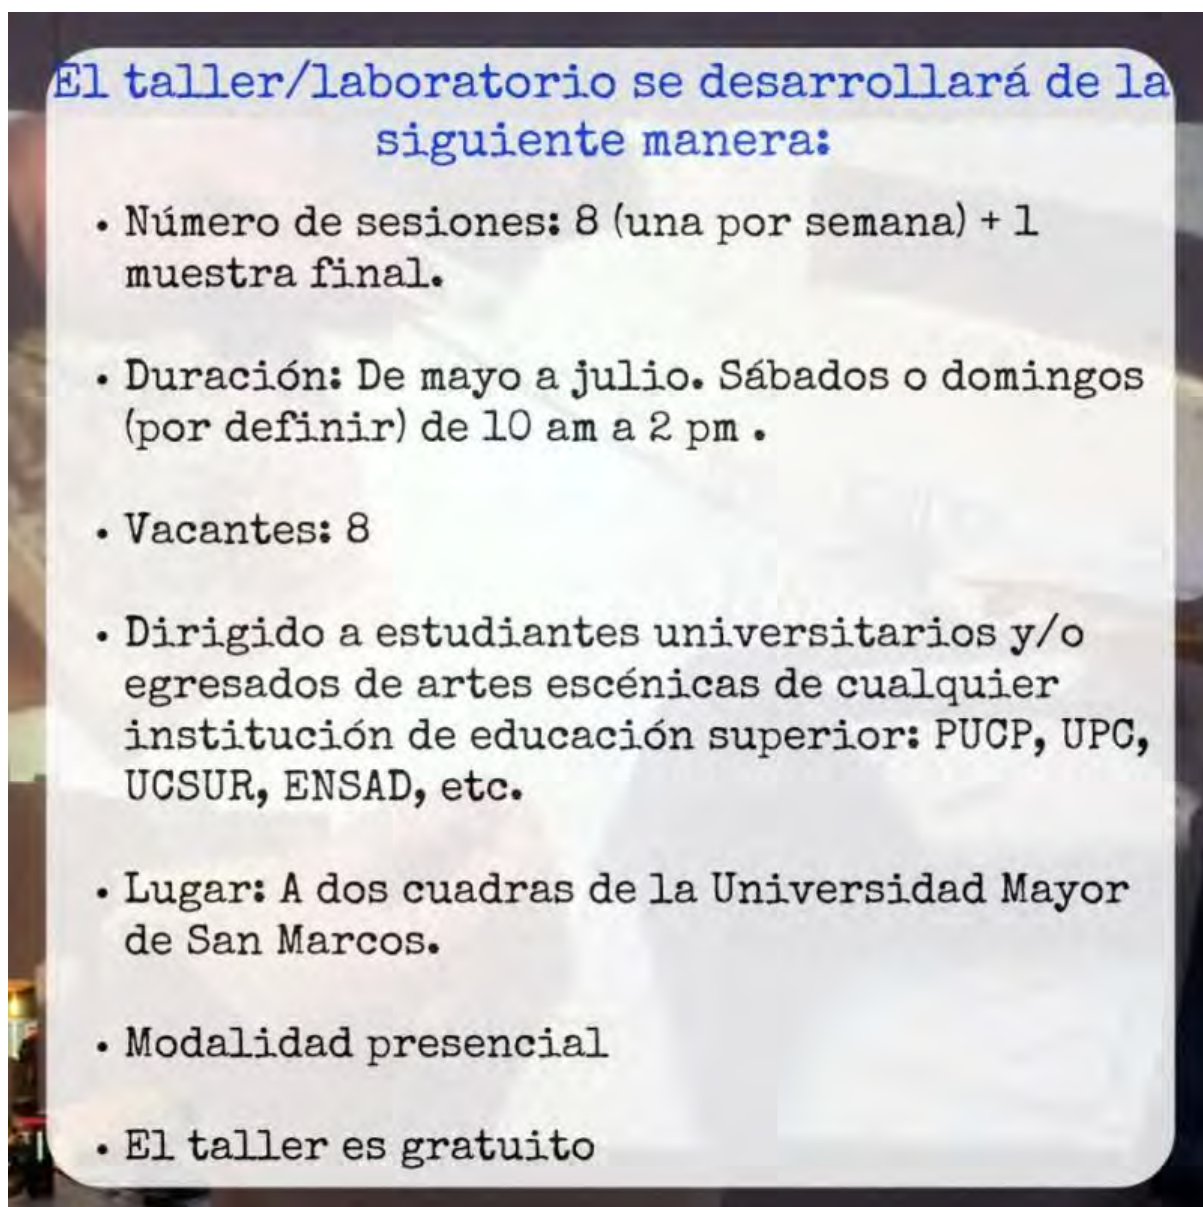 El taller/laboratorio se desarrollará de la
siguiente manera:
• Número de sesiones: 8 (una por semana) + 1
muestra final.
• Duración: De mayo a julio. Sábados o domingos
(por definir) de 10 am a 2 pm .
• Vacantes: 8
• Dirigido a estudiantes universitarios y/o
egresados de artes escénicas de cualquier
institución de educación superior: PUCP, UPC,
UCSUR, ENSAD, etc.
• Lugar: A dos cuadras de la Universidad Mayor
de San Marcos.
• Modalidad presencial
• El taller es gratuito